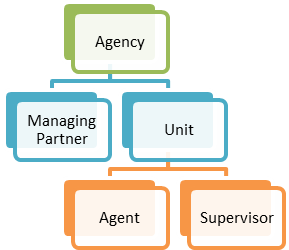 Agency
Managing
Partner
Unit
Agent
Supervisor